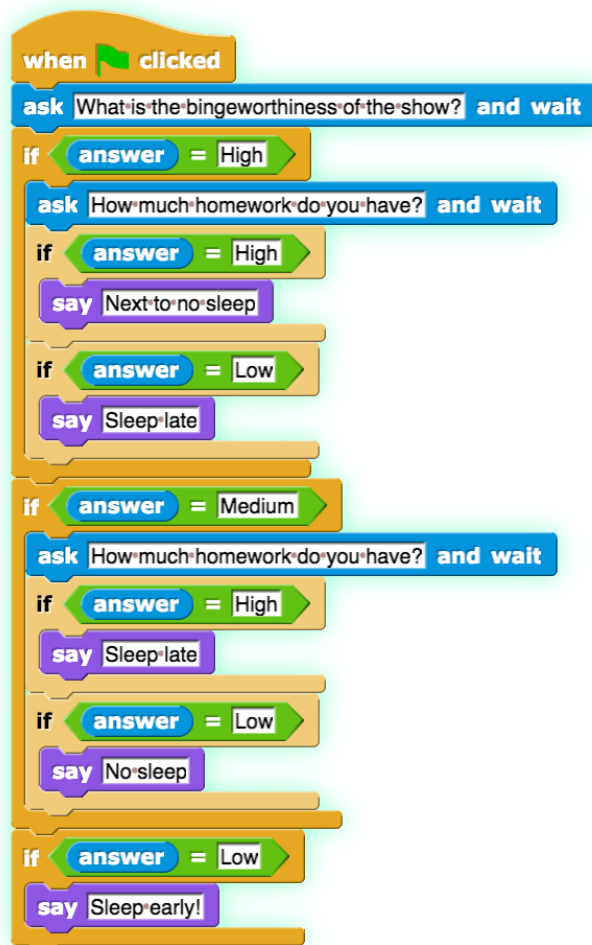 when clicked
ask What is the bingeworthiness of the show? and wait
if answer = High
ask How much homework do you have? and wait
if answer = High
say Next to no sleep
if answer = Low
say Sleep late
if answer = Medium
ask How much homework do you have? and wait
if answer = High
say Sleep late
if answer = Low
say No sleep
if answer = Low
say Sleep early!